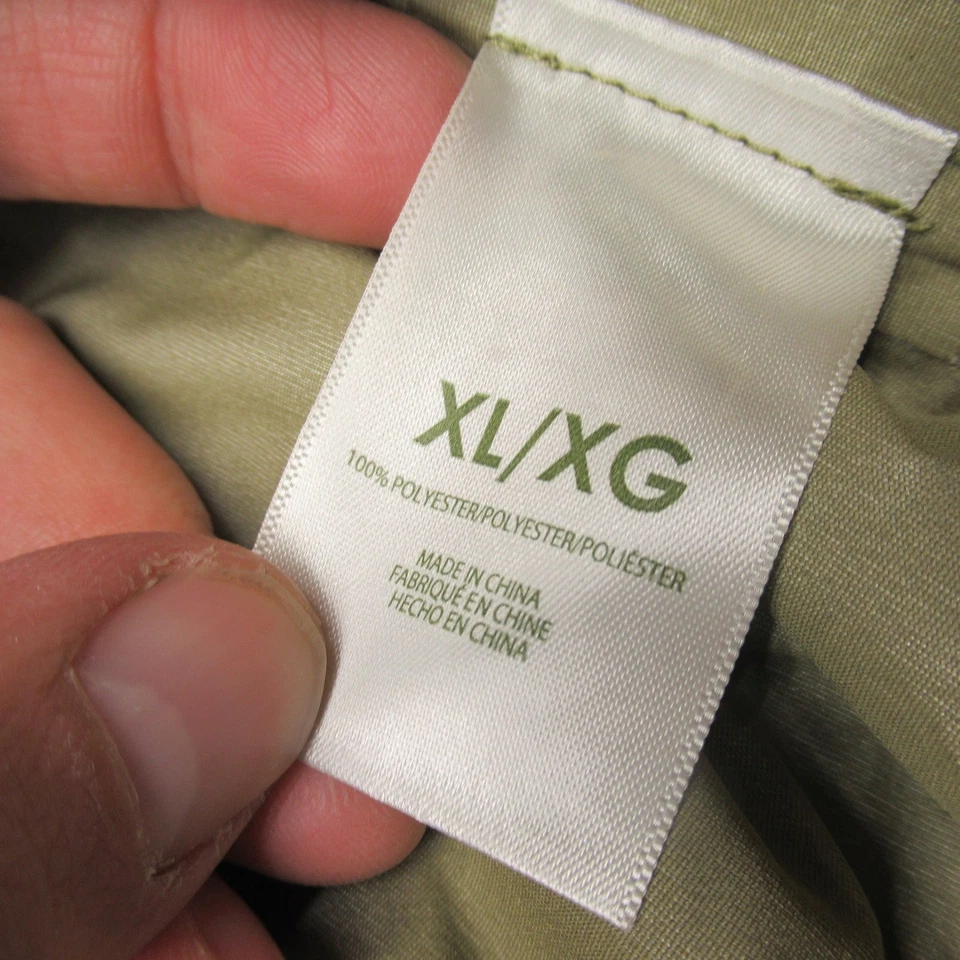 XL/XG
100% POLYESTER/POLYESTER/POLIÉSTER
MADE IN CHINA
FABRIQUÉ EN CHINE
HECHO EN CHINA